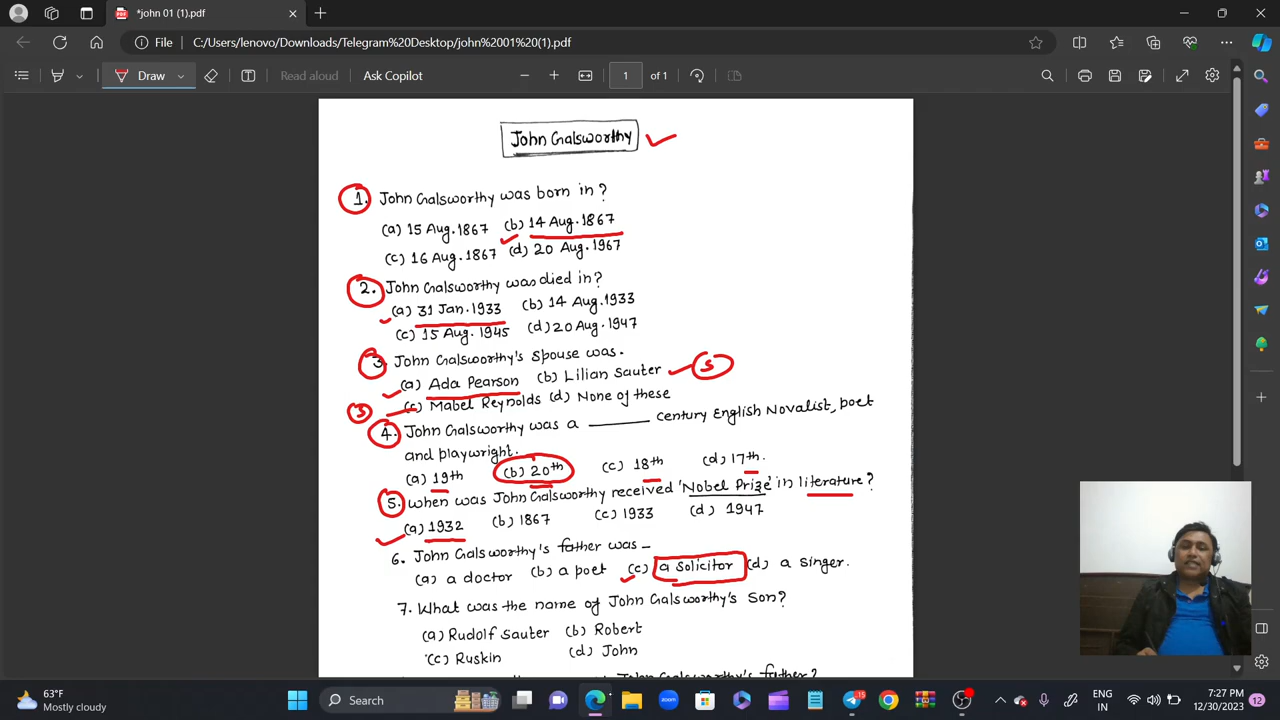 *john 01 (1).pdf
File C:/Users/lenovo/Downloads/Telegram%20Desktop/john%2001%20(1).pdf
Draw Read aloud Ask Copilot 1 of 1
John Galsworthy
1. John Galsworthy was born in?
(a) 15 Aug. 1867 (b) 14 Aug. 1867
(c) 16 Aug. 1867 (d) 20 Aug. 1967
2. John Galsworthy was died in?
(a) 31 Jan. 1933 (b) 14 Aug. 1933
(c) 15 Aug. 1945 (d) 20 Aug. 1947
3. John Galsworthy's spouse was.
(a) Ada Pearson (b) Lilian Sauter S
3 (c) Mabel Reynolds (d) None of these
4. John Galsworthy was a ______ century English Novalist, poet
and playwright.
(a) 19th (b) 20th (c) 18th (d) 17th.
5. When was John Galsworthy received 'Nobel Prize' in literature?
(a) 1932 (b) 1867 (c) 1933 (d) 1947
6. John Galsworthy's father was –
(a) a doctor (b) a poet (c) a solicitor (d) a singer.
7. What was the name of John Galsworthy's son?
(a) Rudolf Sauter (b) Robert
(c) Ruskin (d) John
John Galsworthy's father?
63°F
Mostly cloudy
Search
zoom
15
ENG
IN
7:27 PM
12/30/2023
12